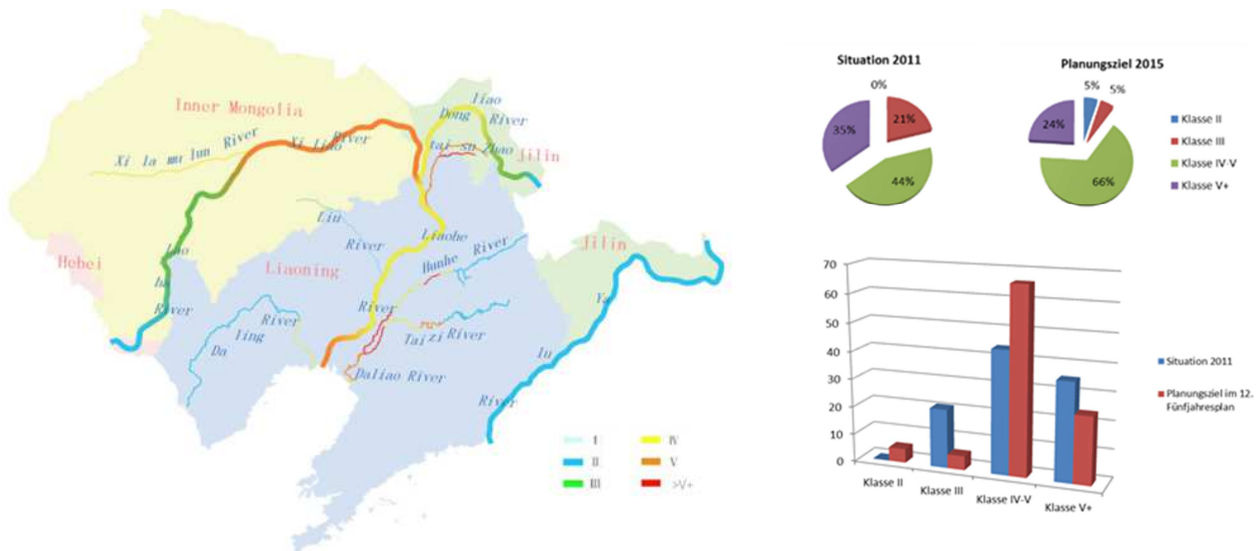 Inner Mongolia
Xi la mu lun River
Xi Liao River
Dong Liao River
tai su Zhao
Jilin
Liu River
Liaohe River
Hunhe River
Jilin
Hebei
Lao ha River
Liaoning
Da ling River
Tai zi River
Daliao River
Ya lu River
I
II
III
IV
V
>V+
Situation 2011
0%
21%
44%
35%
Planungsziel 2015
5%
5%
66%
24%
Klasse II
Klasse III
Klasse IV-V
Klasse V+
70
60
50
40
30
20
10
0
Klasse II
Klasse III
Klasse IV-V
Klasse V+
Situation 2011
Planungsziel im 12.
Fünfjahresplan